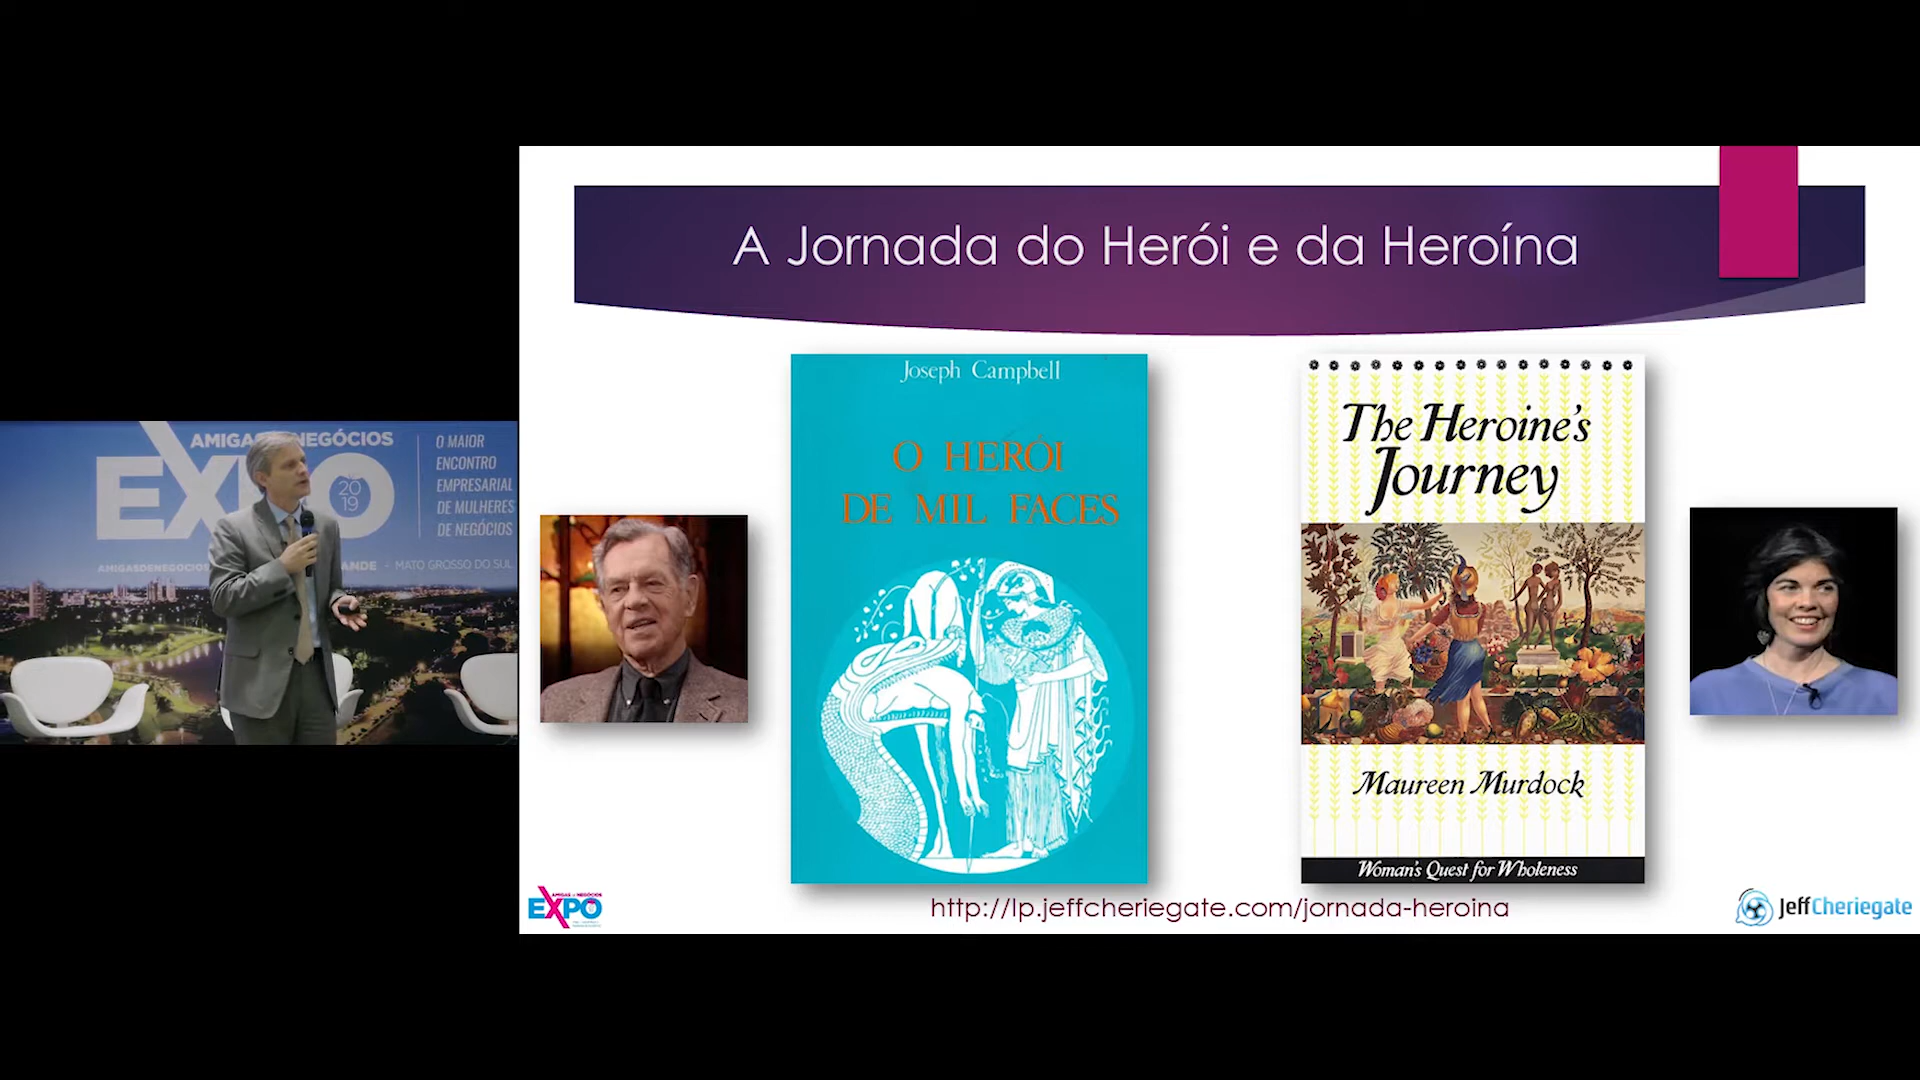 A Jornada do Herói e da Heroína
AMIGAS NEGÓCIOS
EXPO
20
19
O MAIOR
ENCONTRO
EMPRESARIAL
DE MULHERES
DE NEGÓCIOS
AMIGASDENEGOCIOS
ANDE - MATO GROSSO DO SUL
Joseph Campbell
O HERÓI
DE MIL FACES
The Heroine's
Journey
Maureen Murdock
Woman's Quest for Wholeness
EXPO
http://lp.jeffcheriegate.com/jornada-heroina
JeffCheriegate